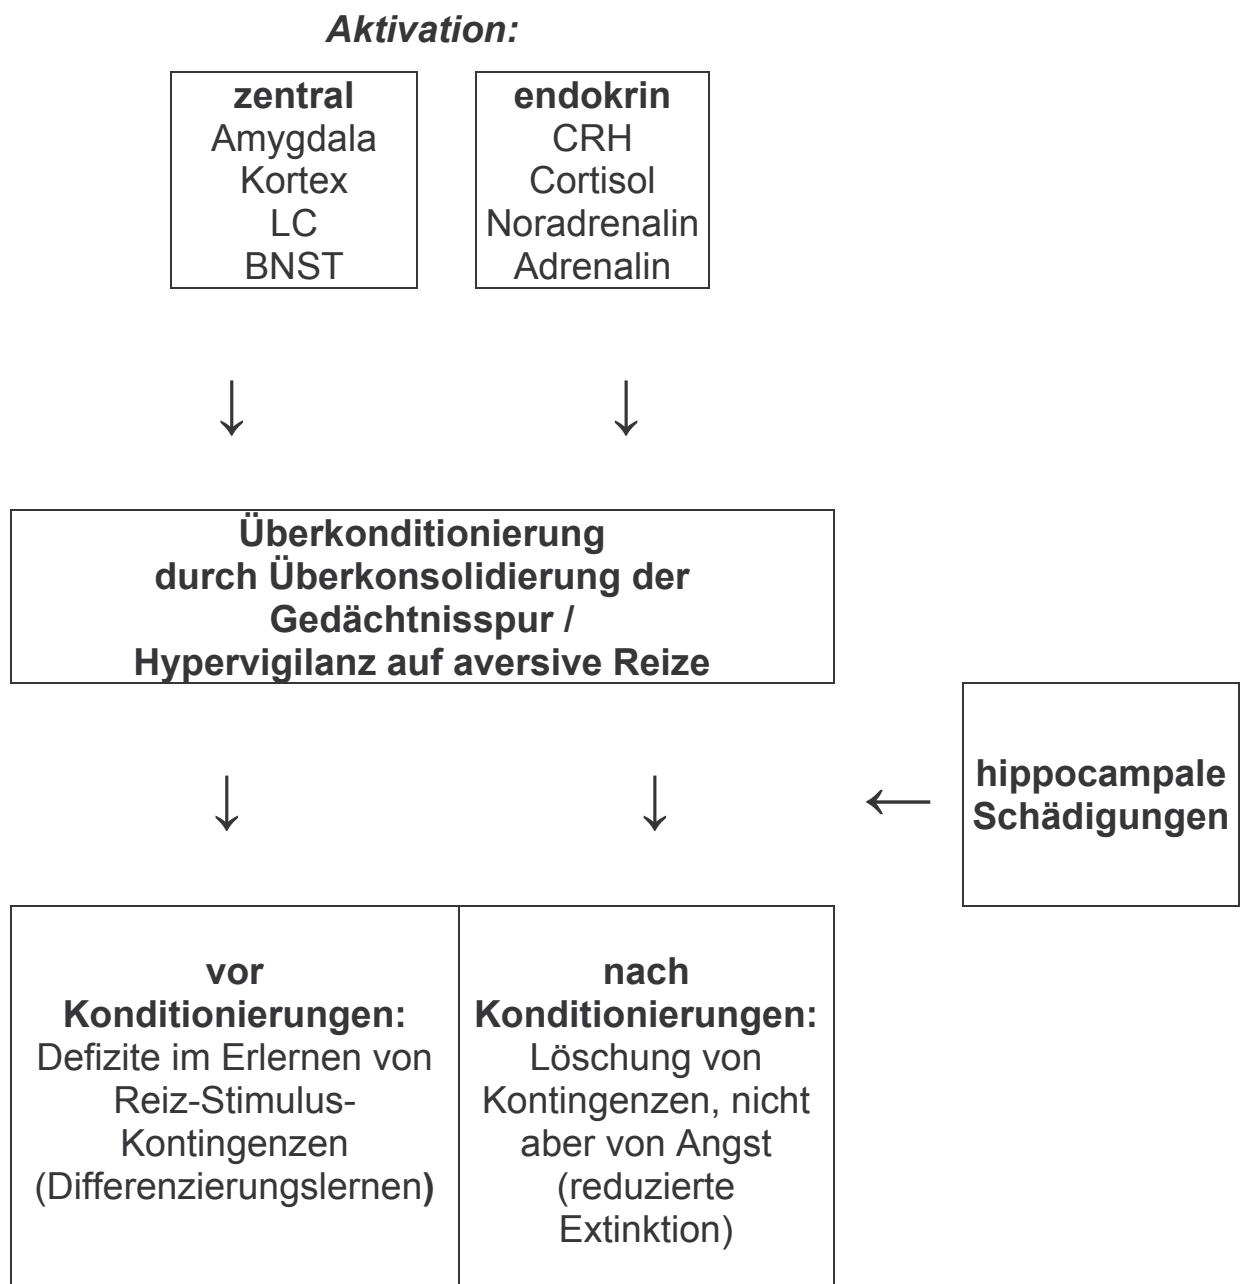 Aktivation:
zentral
Amygdala
Kortex
LC
BNST
endokrin
CRH
Cortisol
Noradrenalin
Adrenalin
Überkonditionierung
durch Überkonsolidierung der
Gedächtnisspur /
Hypervigilanz auf aversive Reize
hippocampale
Schädigungen
vor
Konditionierungen:
Defizite im Erlernen von
Reiz-Stimulus-
Kontingenzen
(Differenzierungslernen)
nach
Konditionierungen:
Löschung von
Kontingenzen, nicht
aber von Angst
(reduzierte
Extinktion)